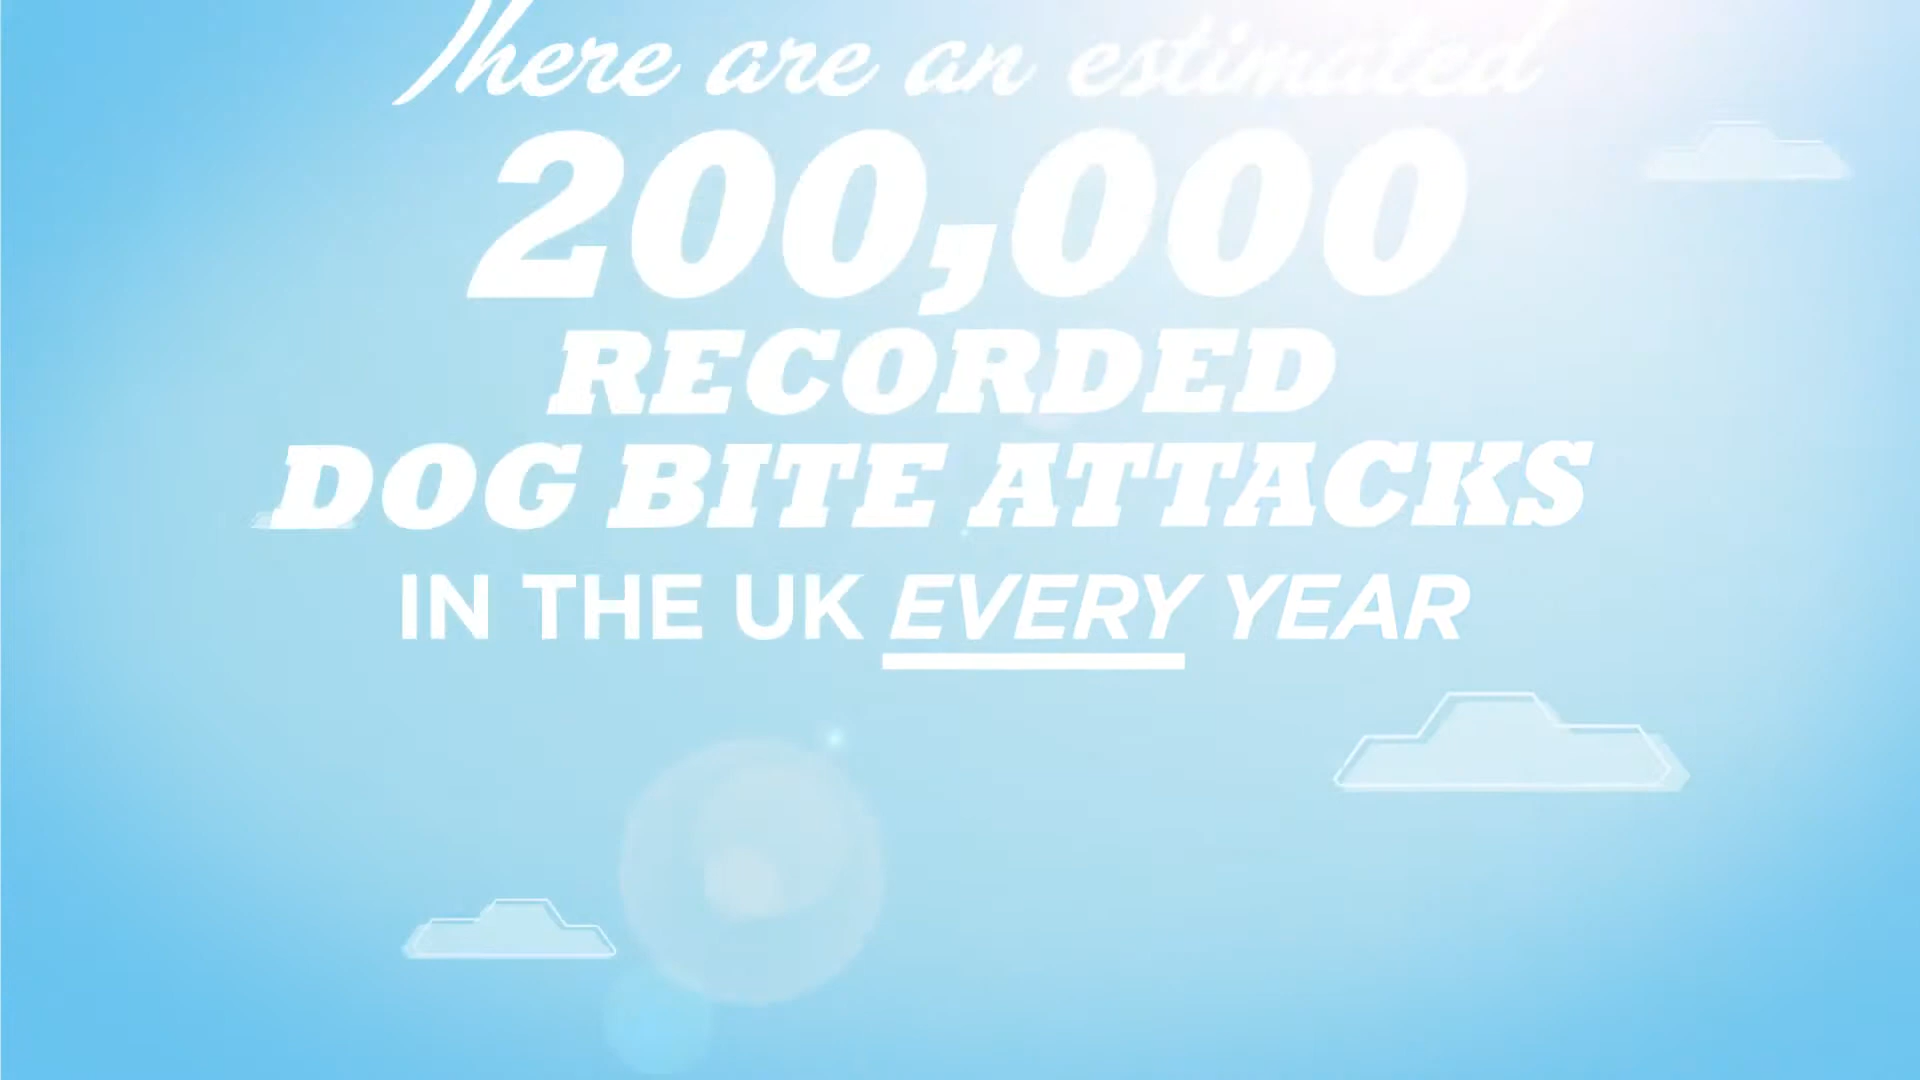 There are an estimated
200,000
RECORDED
DOG BITE ATTACKS
IN THE UK EVERY YEAR